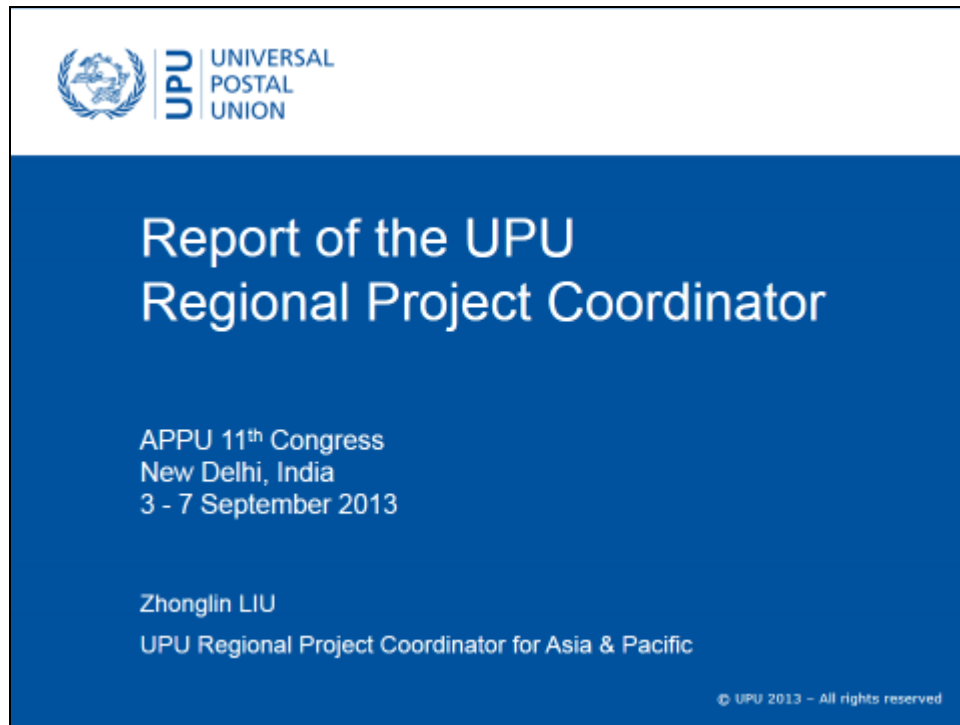 UPU
UNIVERSAL
POSTAL
UNION
Report of the UPU
Regional Project Coordinator
APPU 11th Congress
New Delhi, India
3 - 7 September 2013
Zhonglin LIU
UPU Regional Project Coordinator for Asia & Pacific
© UPU 2013 – All rights reserved